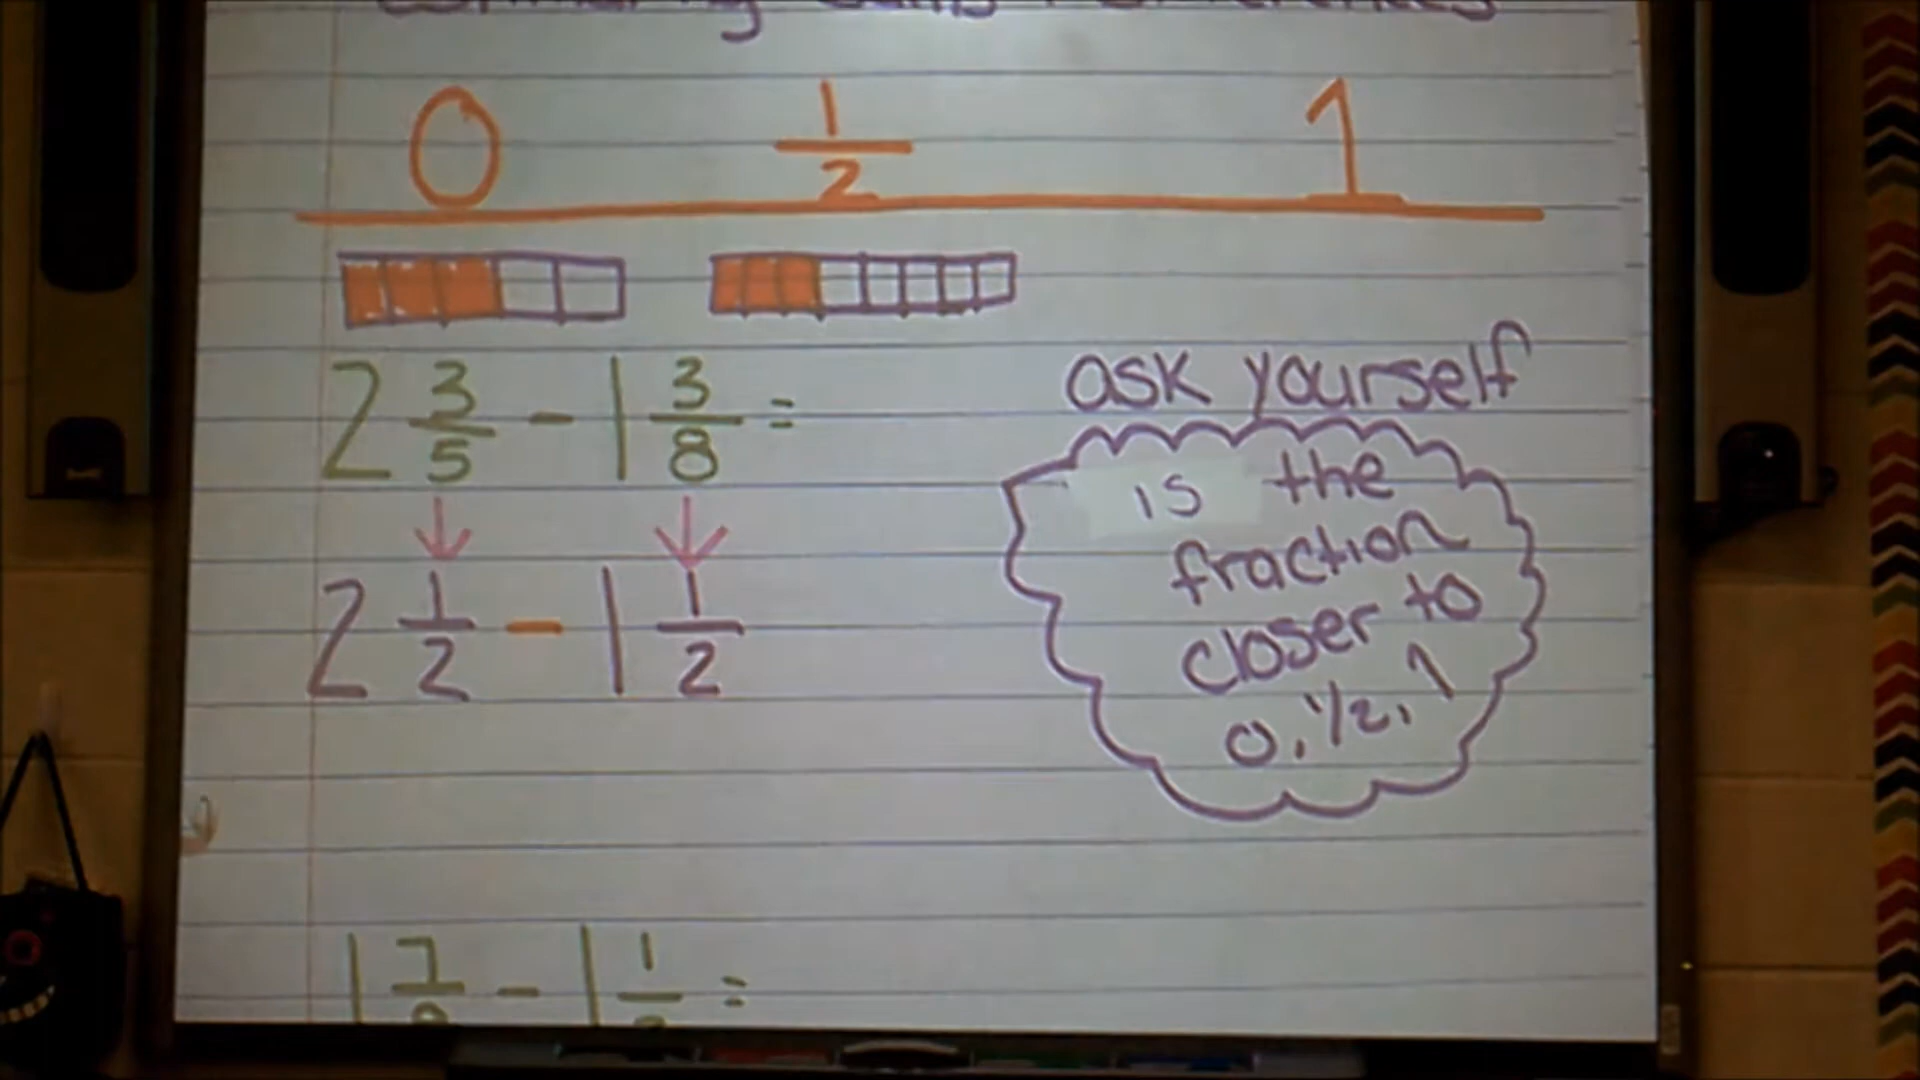 0 1/2 1
2 3/5 - 1 3/8 =
2 1/2 - 1 1/2
ask yourself
is the
fraction
closer to
0, 1/2, 1